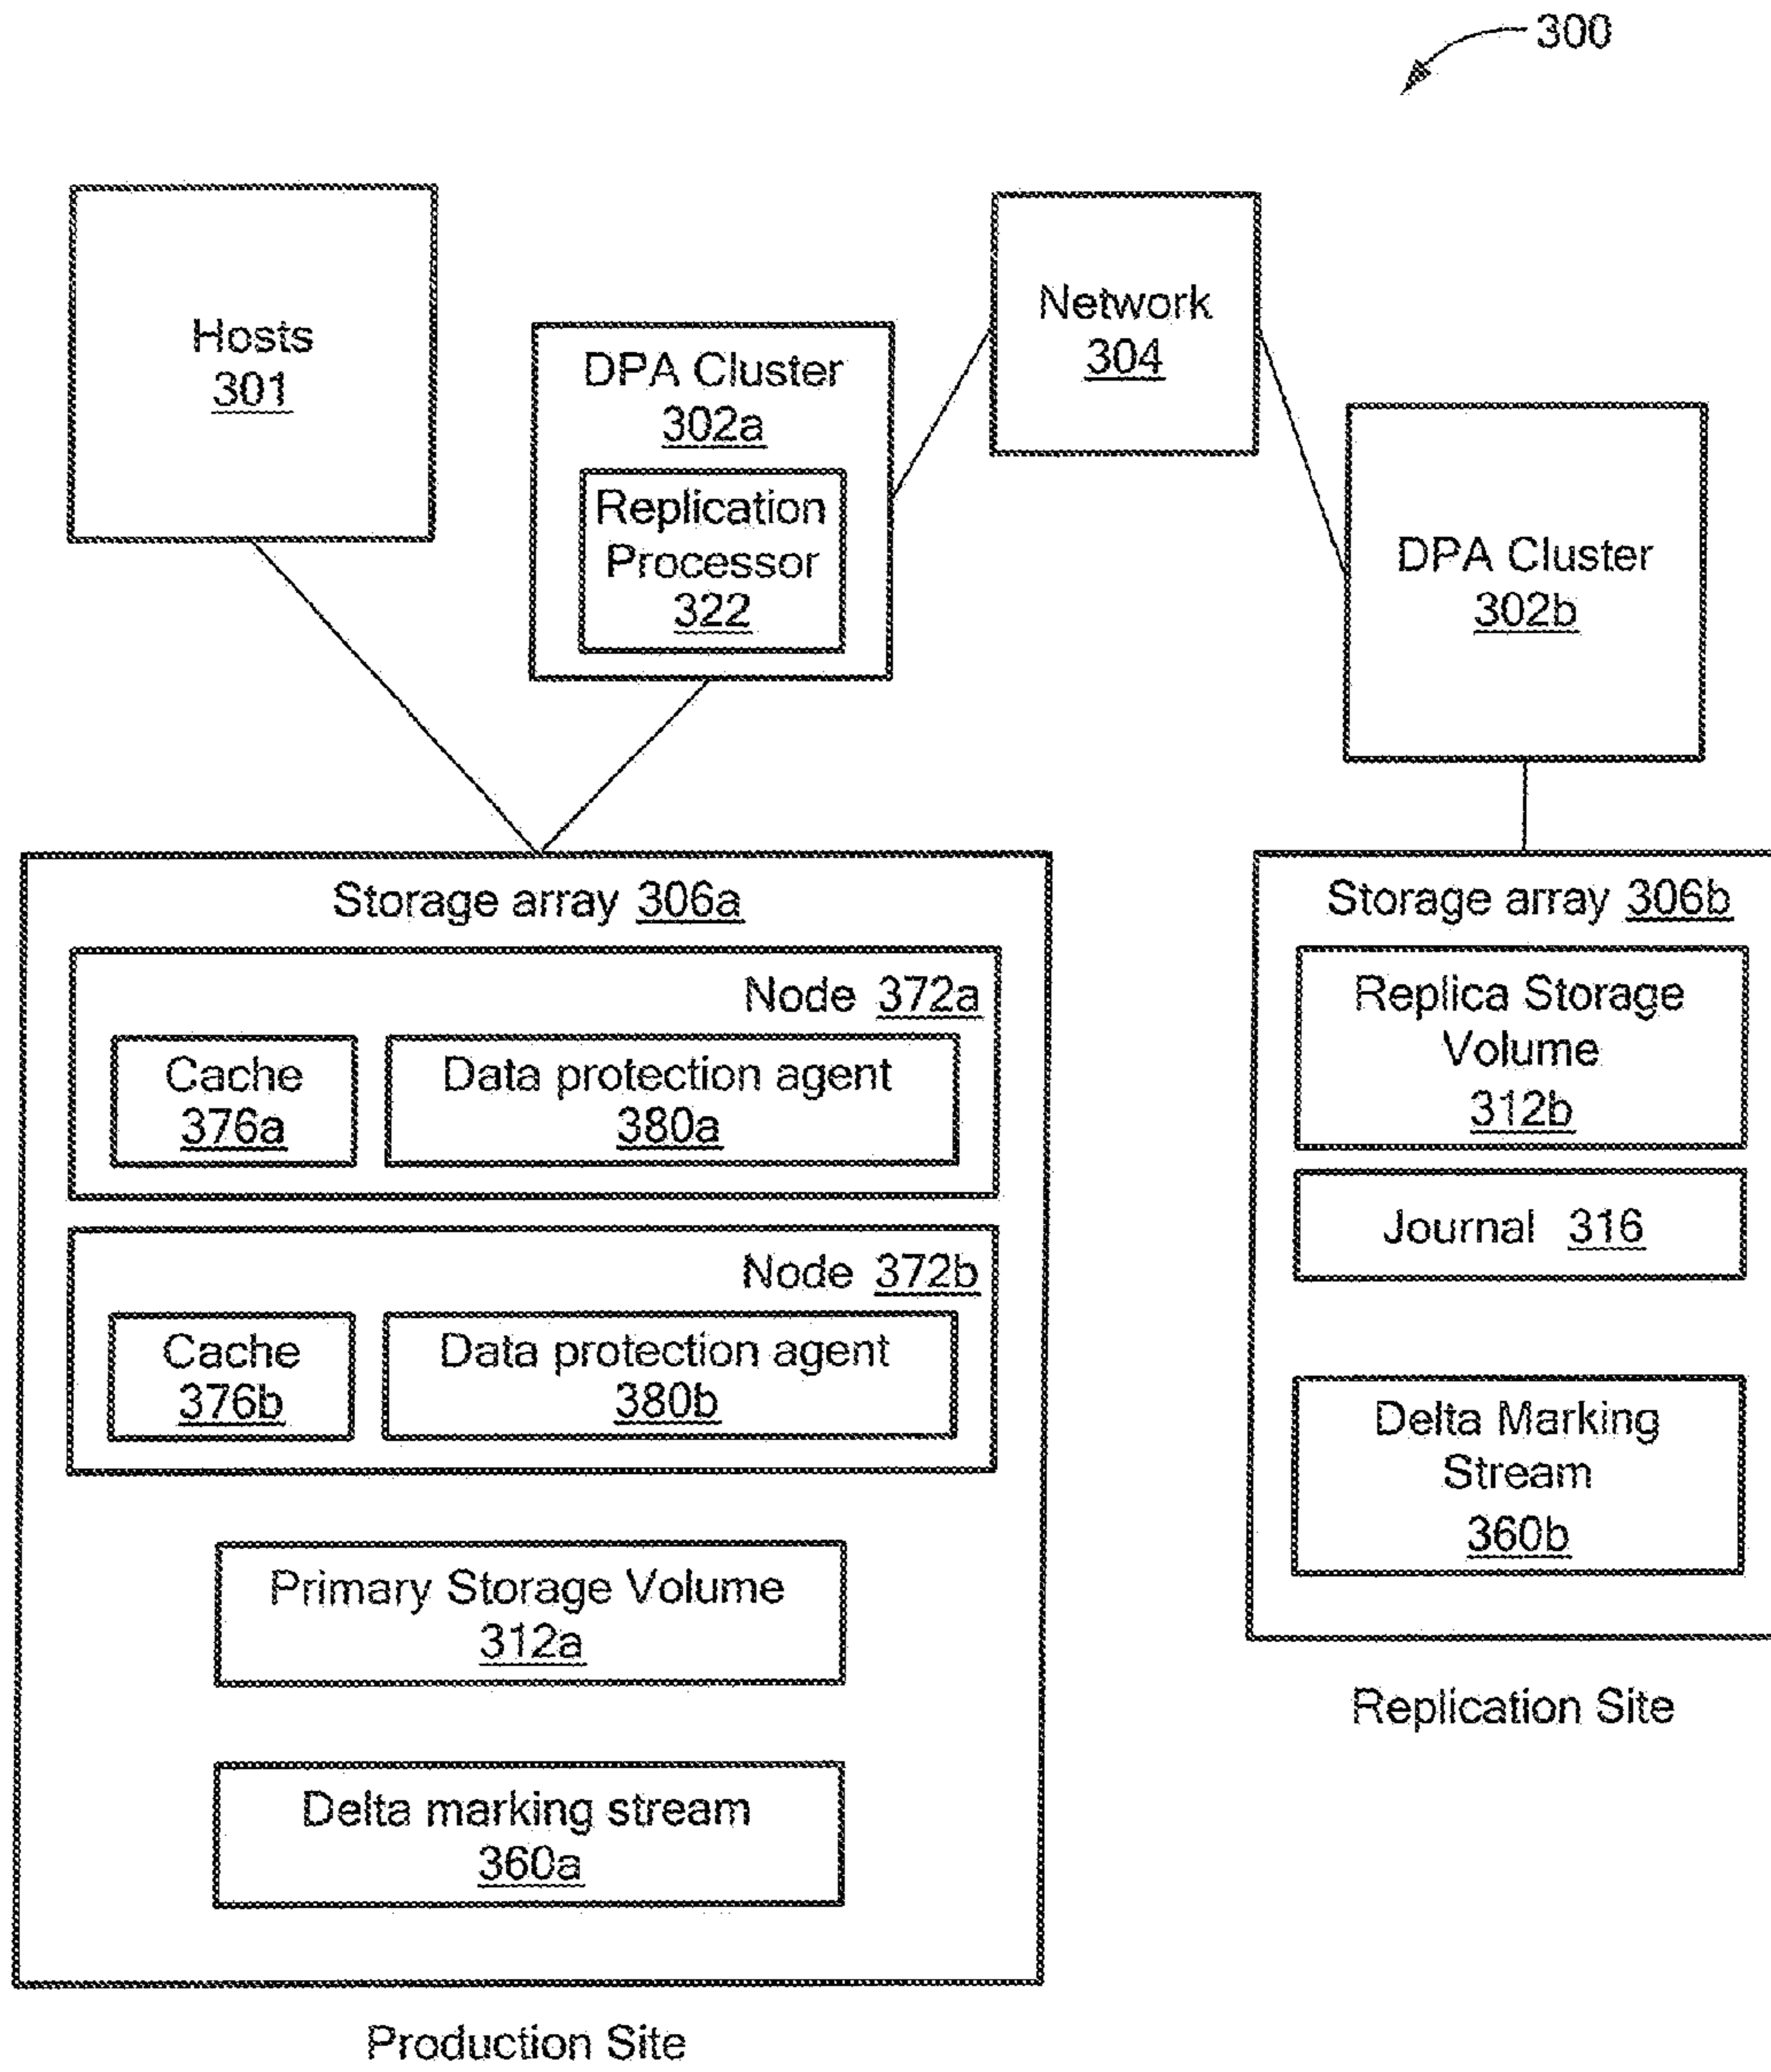 300
Hosts
301
DPA Cluster
302a
Replication
Processor
322
Network
304
DPA Cluster
302b
Storage array 306a
Node 372a
Cache
376a
Data protection agent
380a
Node 372b
Cache
376b
Data protection agent
380b
Primary Storage Volume
312a
Delta marking stream
360a
Production Site
Storage array 306b
Replica Storage
Volume
312b
Journal 316
Delta Marking
Stream
360b
Replication Site